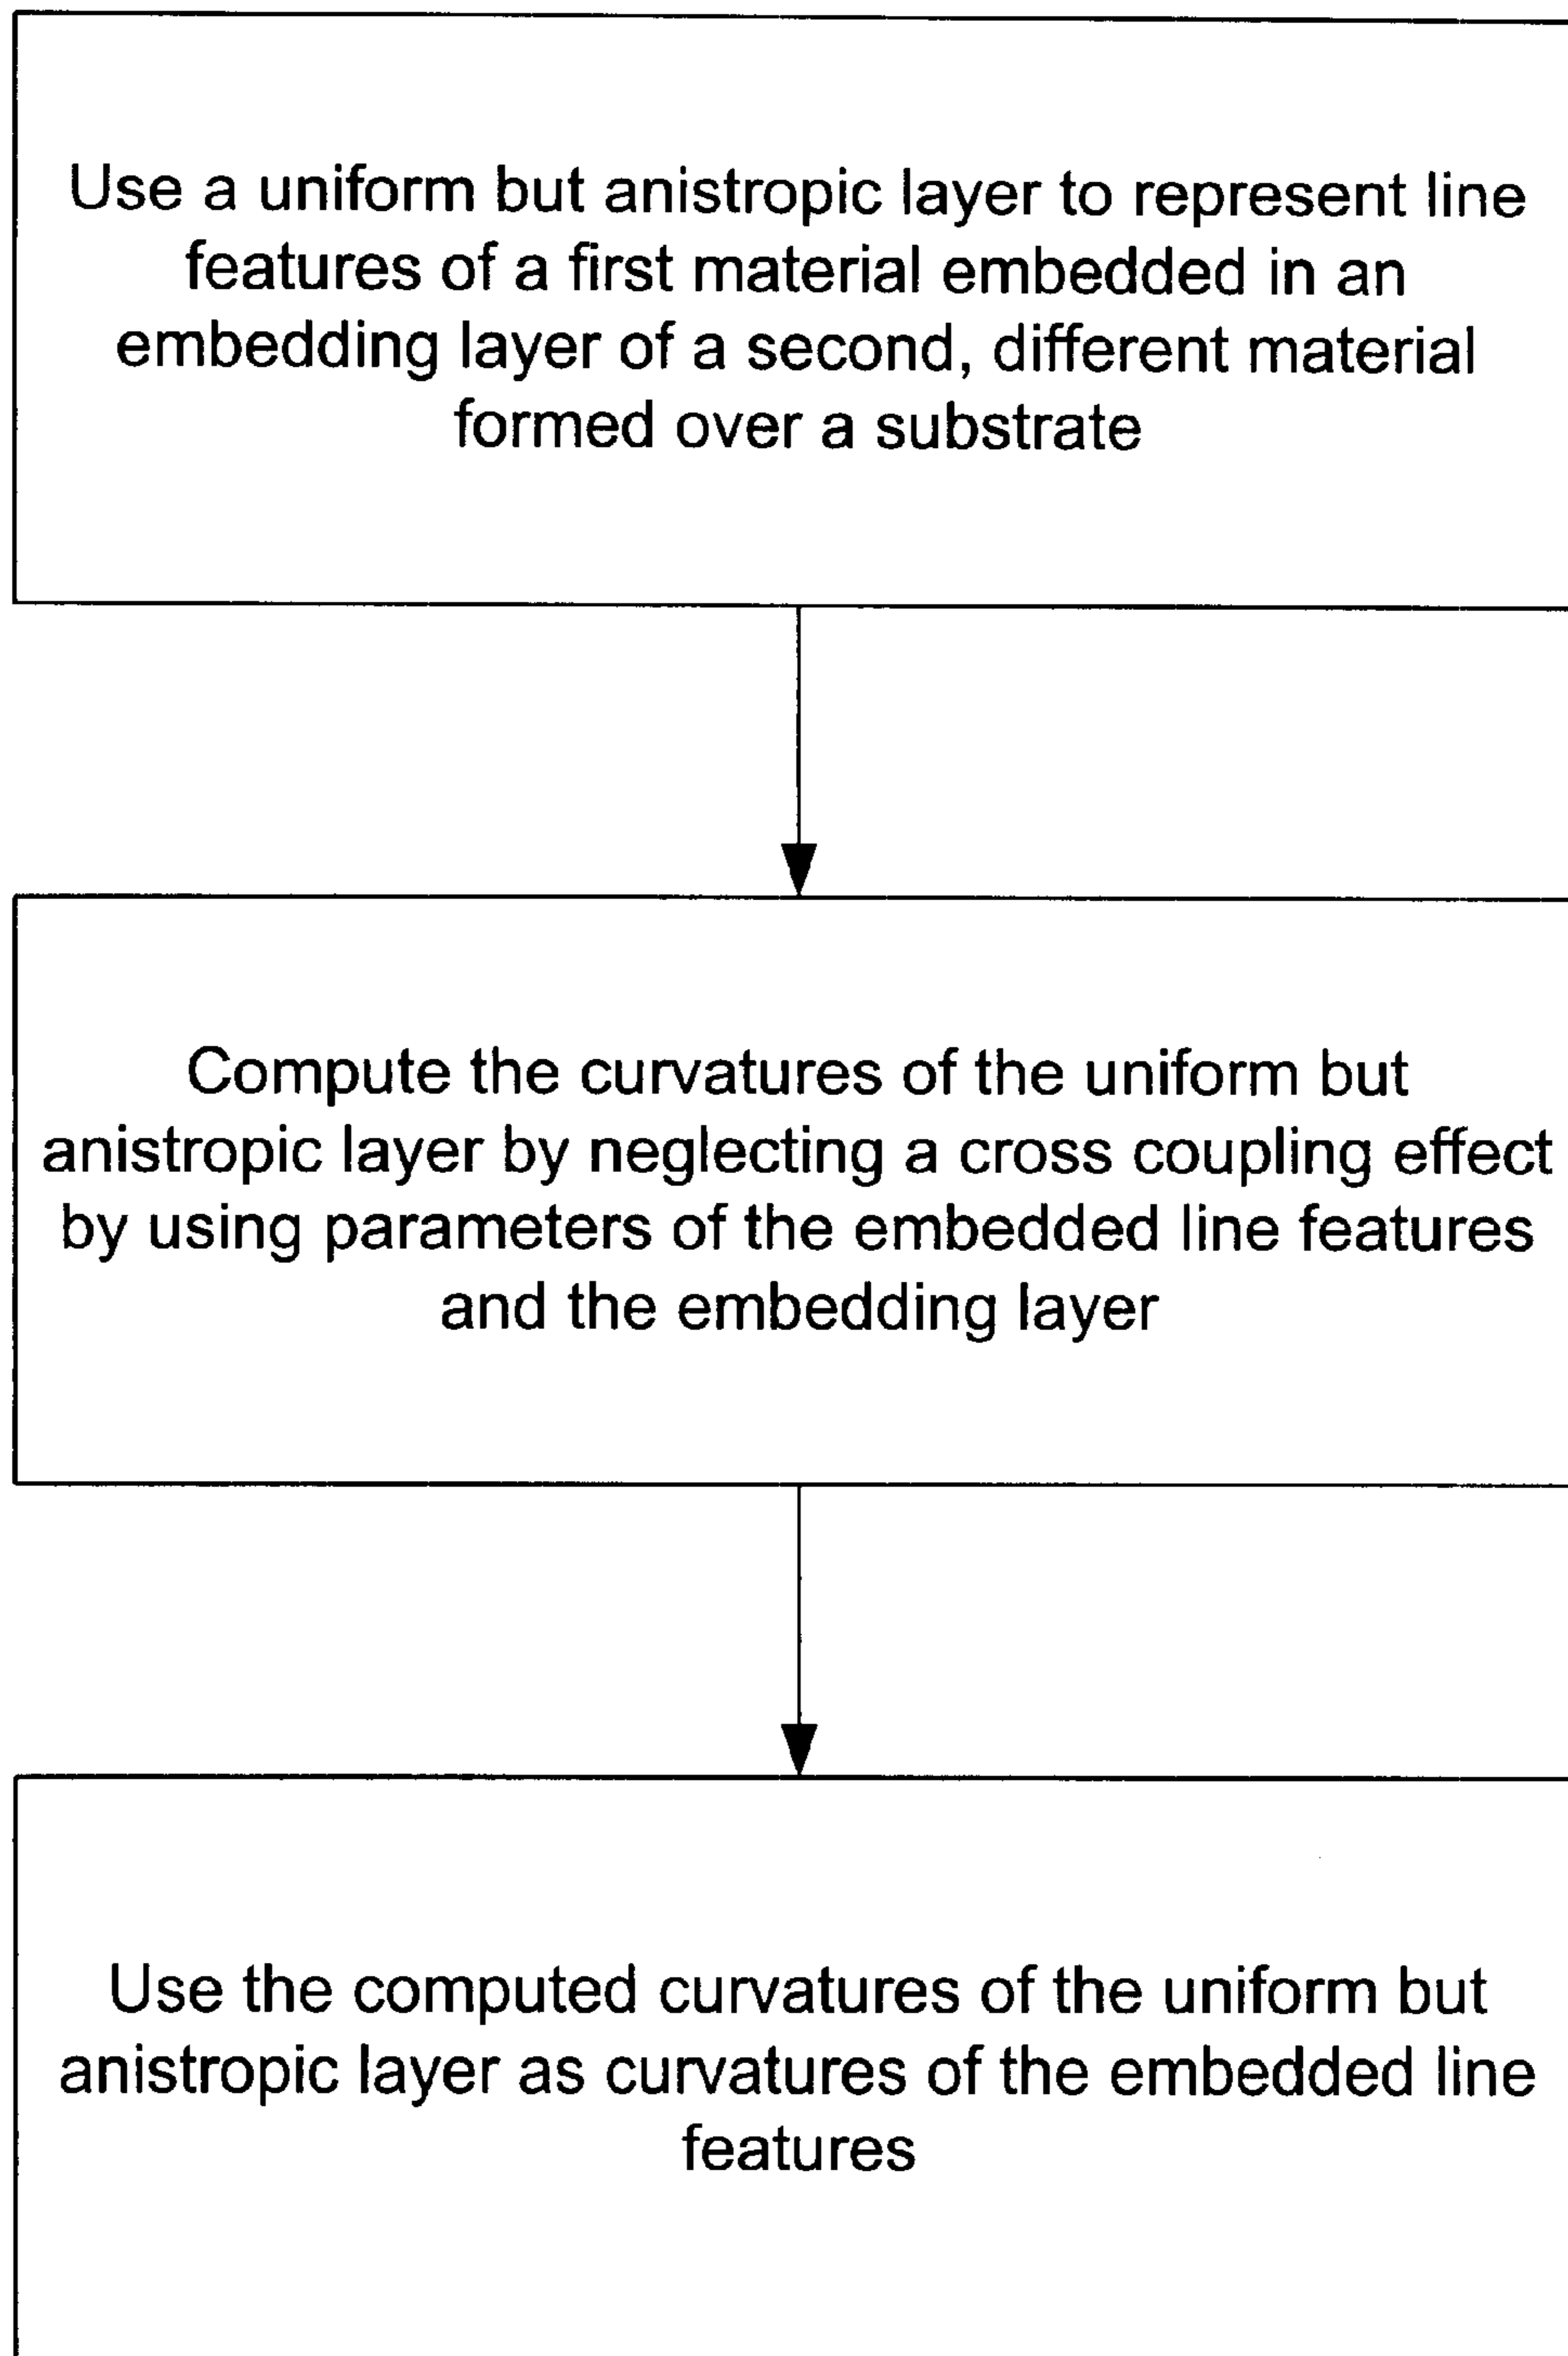 Use a uniform but anistropic layer to represent line
features of a first material embedded in an
embedding layer of a second, different material
formed over a substrate
Compute the curvatures of the uniform but
anistropic layer by neglecting a cross coupling effect
by using parameters of the embedded line features
and the embedding layer
Use the computed curvatures of the uniform but
anistropic layer as curvatures of the embedded line
features